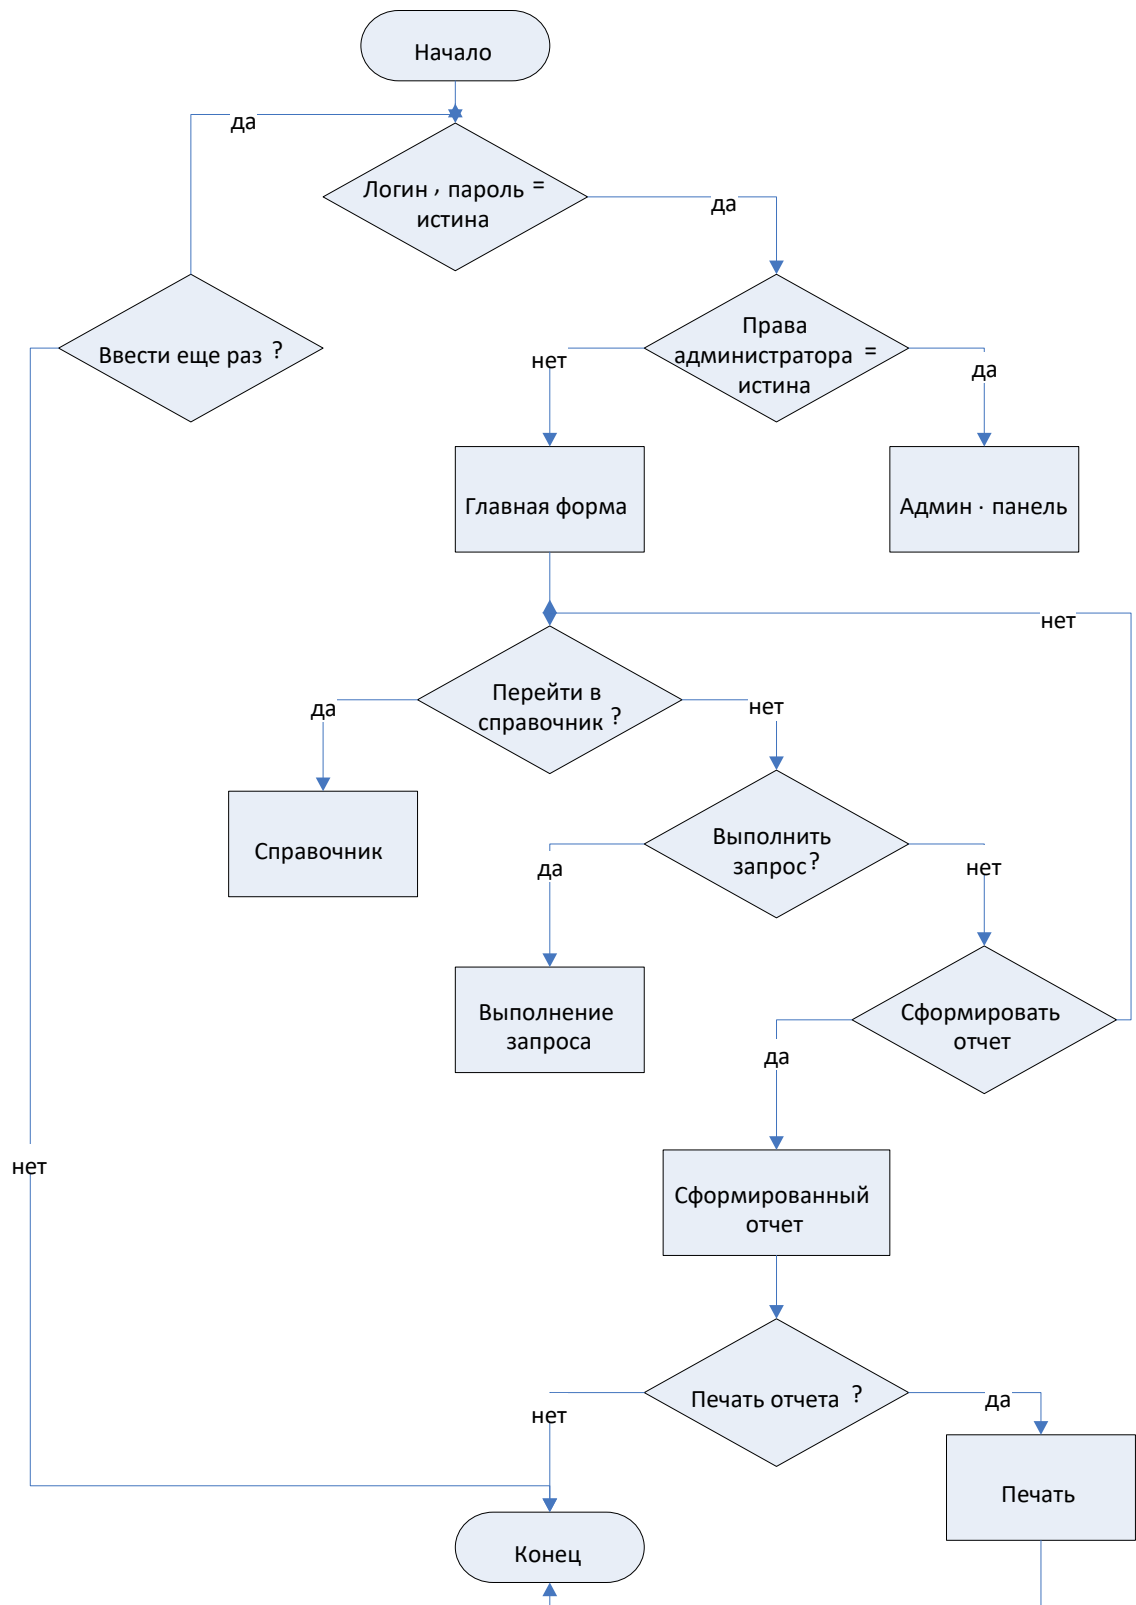 Начало
да
Логин , пароль =
истина
да
Права
администратора =
истина
Ввести еще раз ?
нет
да
Главная форма
Админ · панель
нет
Перейти в
справочник ?
да
нет
Справочник
Выполнить
запрос ?
да
нет
Выполнение
запроса
Сформировать
отчет
да
нет
Сформированный
отчет
Печать отчета ?
нет
да
Печать
Конец